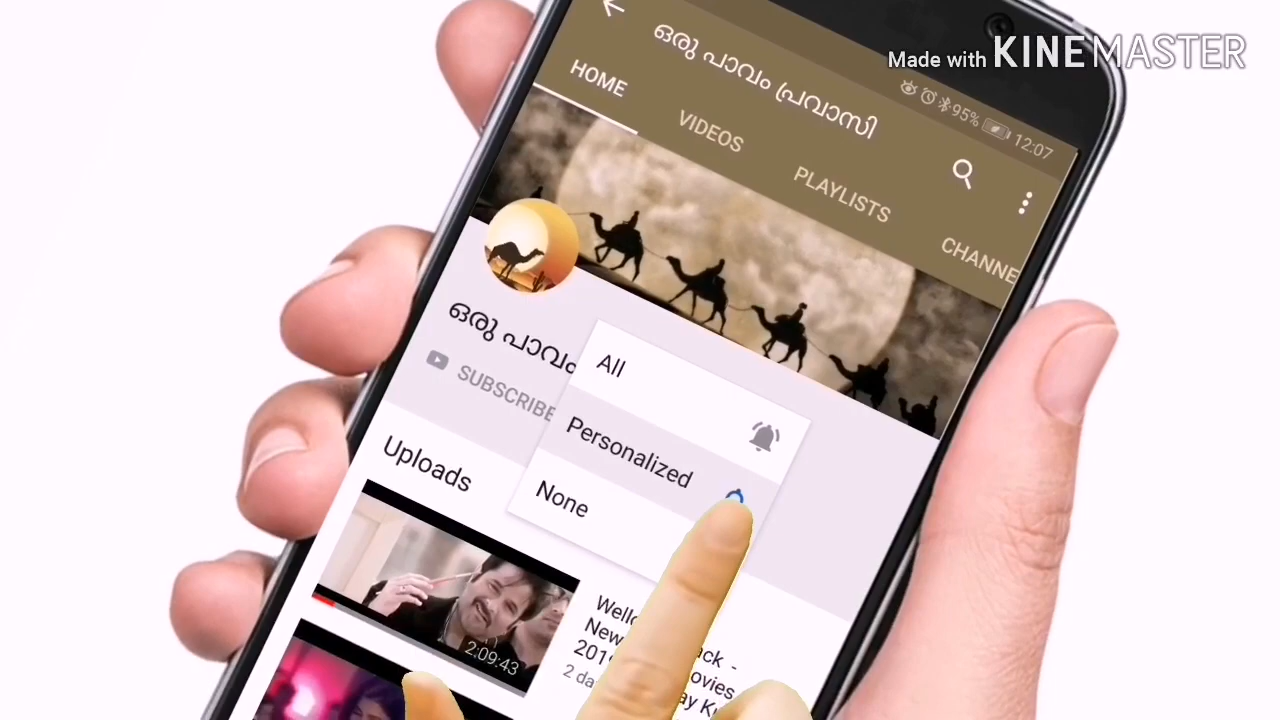 Made with KINEMASTER
95% 12:07
ഒരു പാവം പ്രവാസി
HOME VIDEOS PLAYLISTS CHANNE
ഒരു പാവം
SUBSCRIBE
All
Personalized
None
Uploads
2:09:43